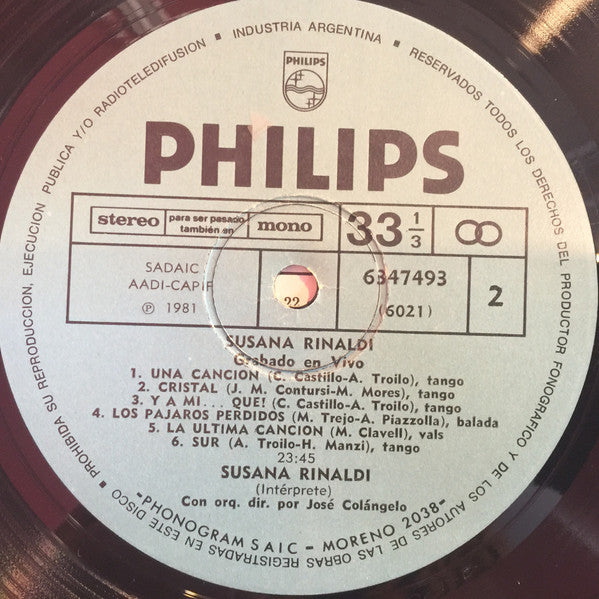 PROHIBIDA SU REPRODUCCION, EJECUCION PUBLICA Y/O RADIOTELEDIFUSION ▪ INDUSTRIA ARGENTINA ▪ RESERVADOS TODOS LOS DERECHOS DEL PRODUCTOR FONOGRAFICO Y DE LOS AUTORES DE LAS OBRAS REGISTRADAS EN ESTE DISCO ▪
PHILIPS
PHILIPS
stereo
para ser pasado
también en
mono
33 1/3
SADAIC
AADI-CAPIF
℗ 1981
22
6347493
(6021)
2
SUSANA RINALDI
Grabado en Vivo
1. UNA CANCION (C. Castillo-A. Troilo), tango
2. CRISTAL (J. M. Contursi-M. Mores), tango
3. Y A MI... QUE! (C. Castillo-A. Troilo), tango
4. LOS PAJAROS PERDIDOS (M. Trejo-A. Piazzolla), balada
5. LA ULTIMA CANCION (M. Clavell), vals
6. SUR (A. Troilo-H. Manzi), tango
23:45
SUSANA RINALDI
(Intérprete)
Con orq. dir. por José Colángelo
-PHONOGRAM SAIC - MORENO 2038-